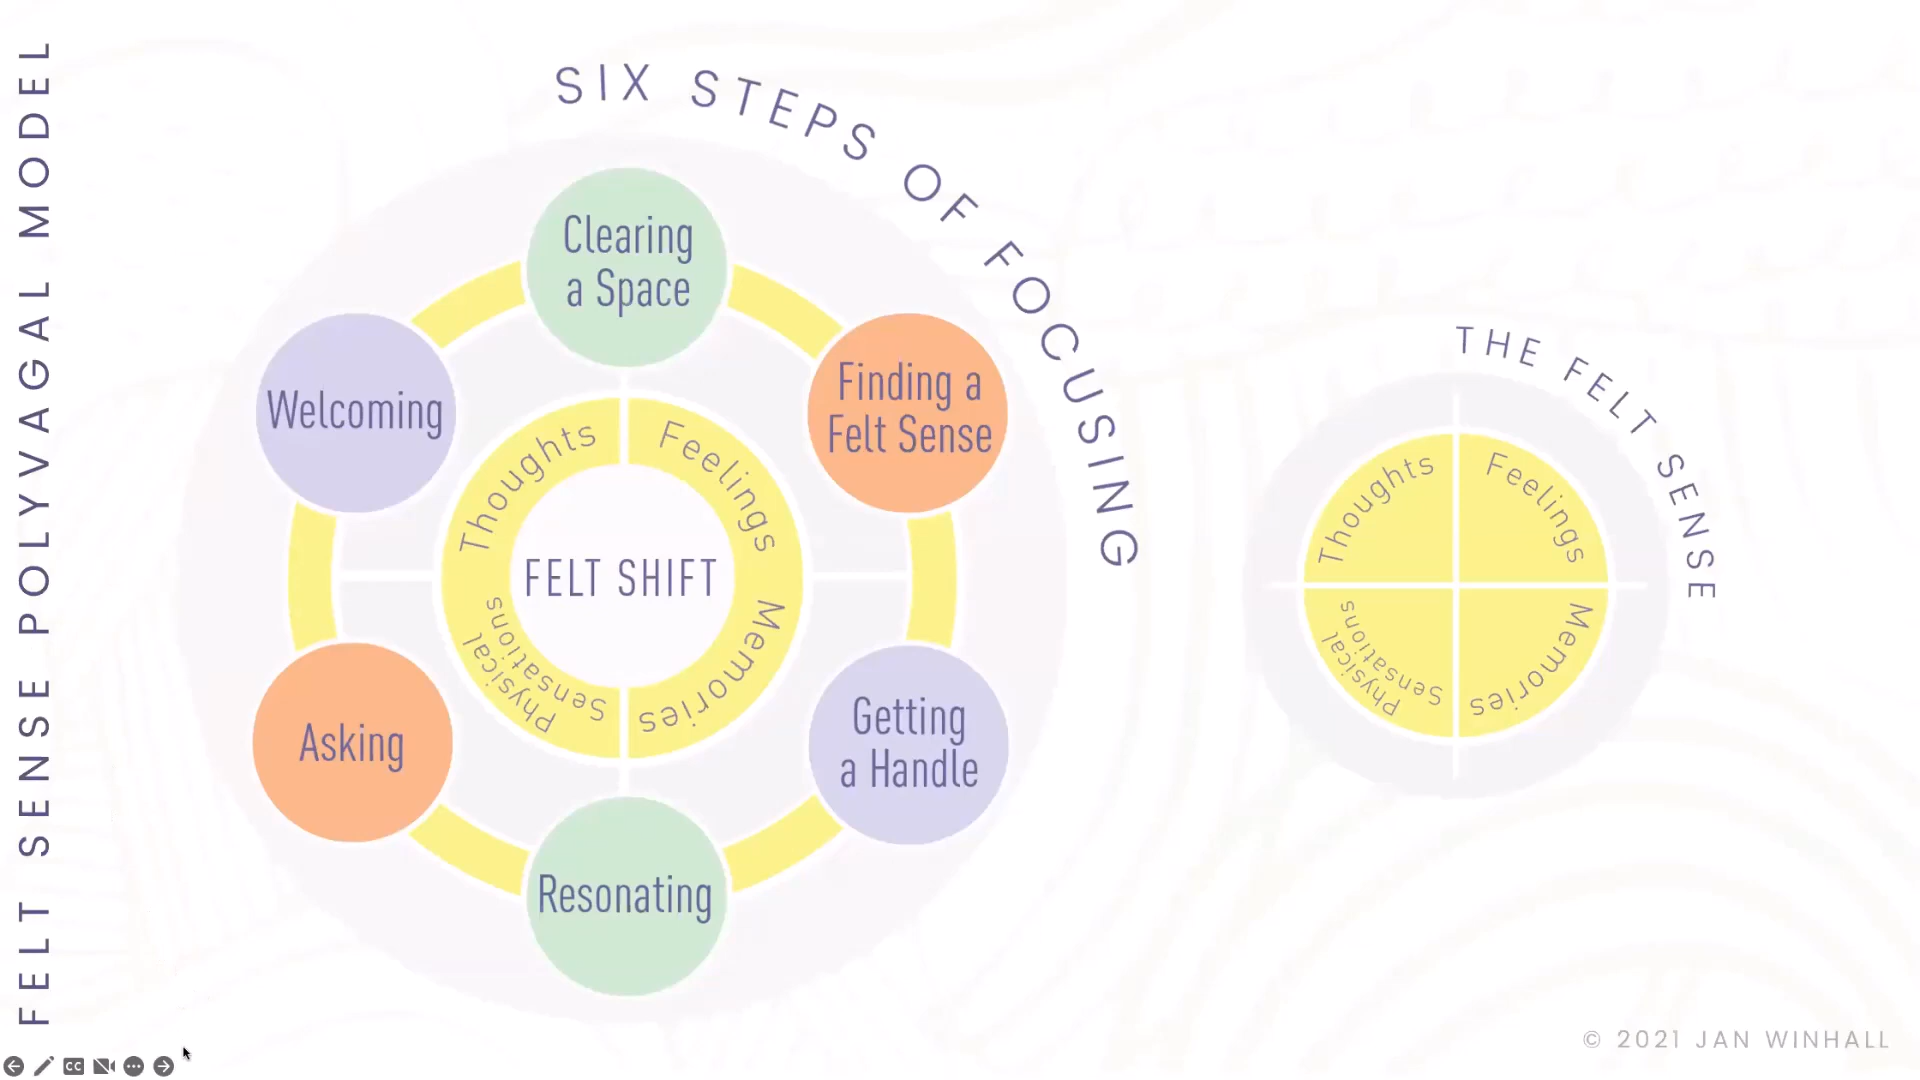 FELT SENSE POLYVAGAL MODEL
SIX STEPS OF FOCUSING
Clearing
a Space
Finding a
Felt Sense
Getting
a Handle
Resonating
Asking
Welcoming
Thoughts
Feelings
Memories
Physical
Sensations
FELT SHIFT
THE FELT SENSE
Thoughts
Feelings
Memories
Physical
Sensations
© 2021 JAN WINHALL
CC